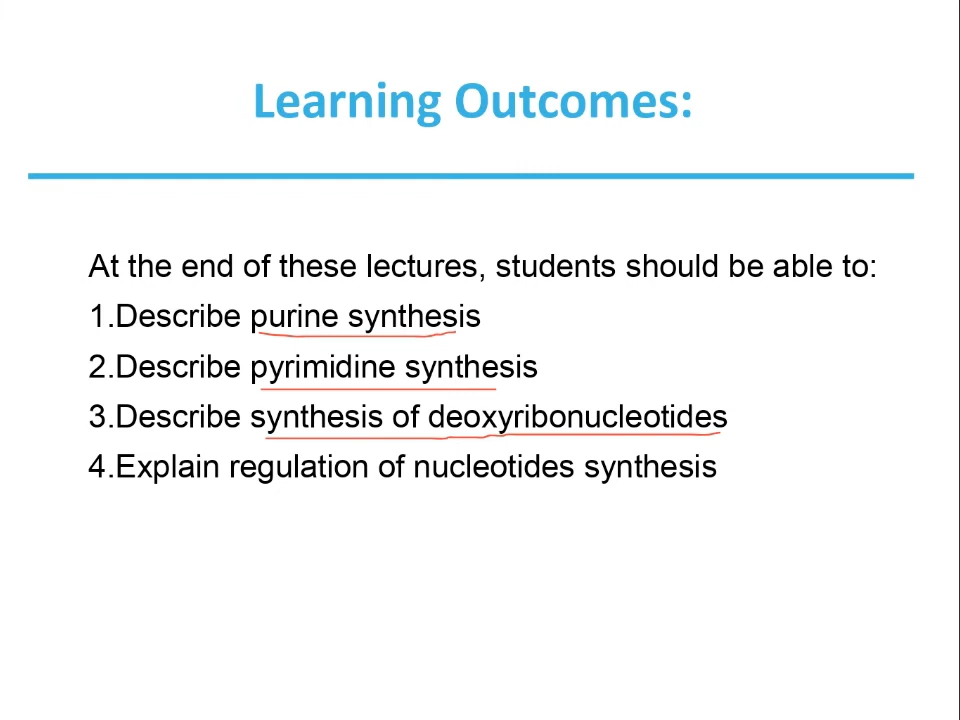 Learning Outcomes:
At the end of these lectures, students should be able to:
1.Describe purine synthesis
2.Describe pyrimidine synthesis
3.Describe synthesis of deoxyribonucleotides
4.Explain regulation of nucleotides synthesis